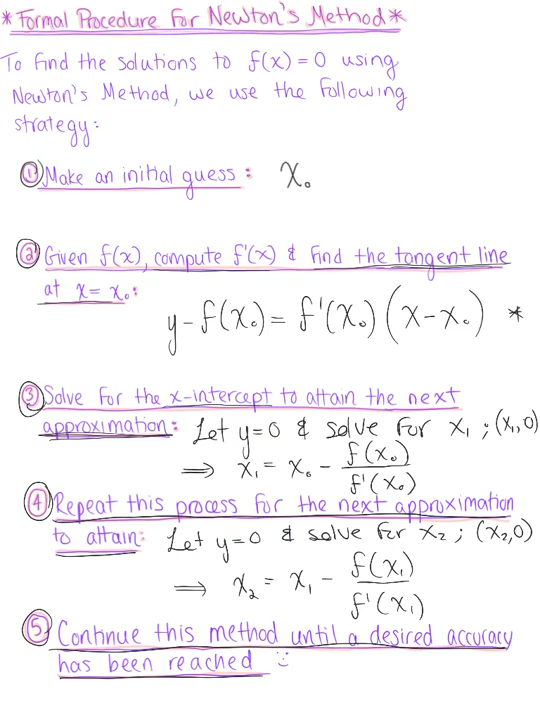 *Formal Procedure for Newton's Method*
To find the solutions to f(x) = 0 using
Newton's Method, we use the following
strategy:
① Make an initial guess: x₀
② Given f(x), compute f'(x) & find the tangent line
at x = x₀:
y - f(x₀) = f'(x₀) (x - x₀) *
③ Solve for the x-intercept to attain the next
approximation: Let y=0 & solve for x₁ ; (x₁,0)
⟹ x₁ = x₀ - f(x₀)/f'(x₀)
④ Repeat this process for the next approximation
to attain: Let y=0 & solve for x₂ ; (x₂,0)
⟹ x₂ = x₁ - f(x₁)/f'(x₁)
⑤ Continue this method until a desired accuracy
has been reached :)